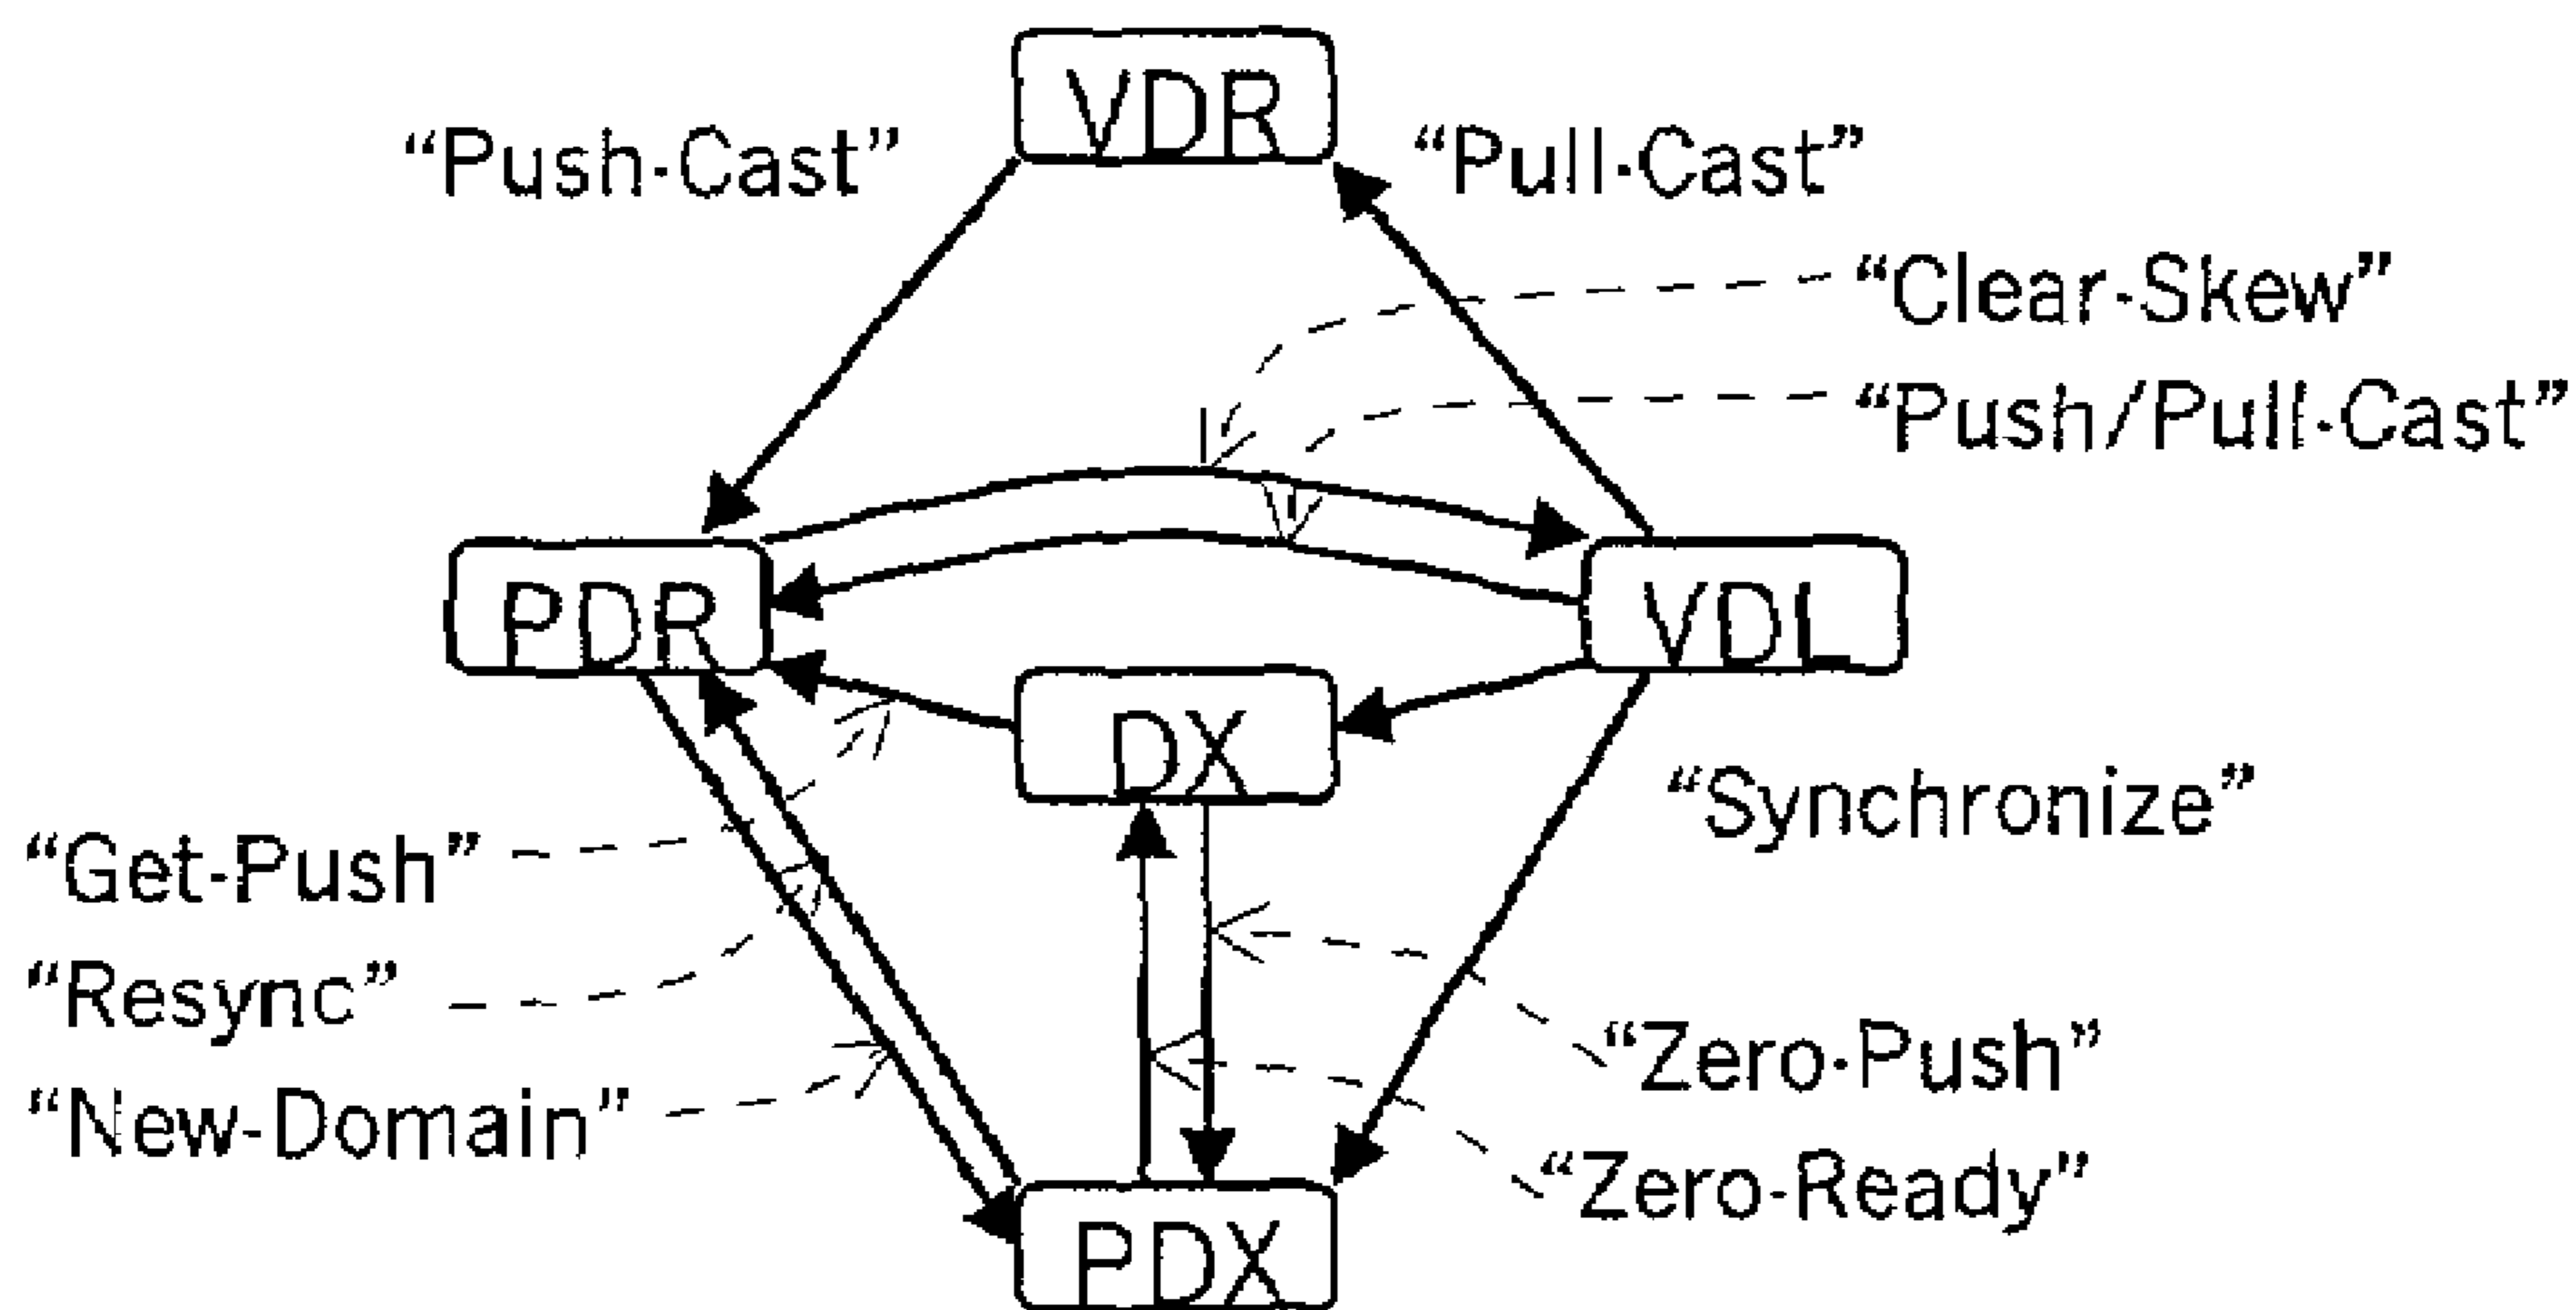 VDR
“Push-Cast”
“Pull-Cast”
“Clear-Skew”
“Push/Pull-Cast”
PDR
VDL
DX
“Synchronize”
“Get-Push”
“Resync”
“Zero-Push”
“New-Domain”
“Zero-Ready”
PDX